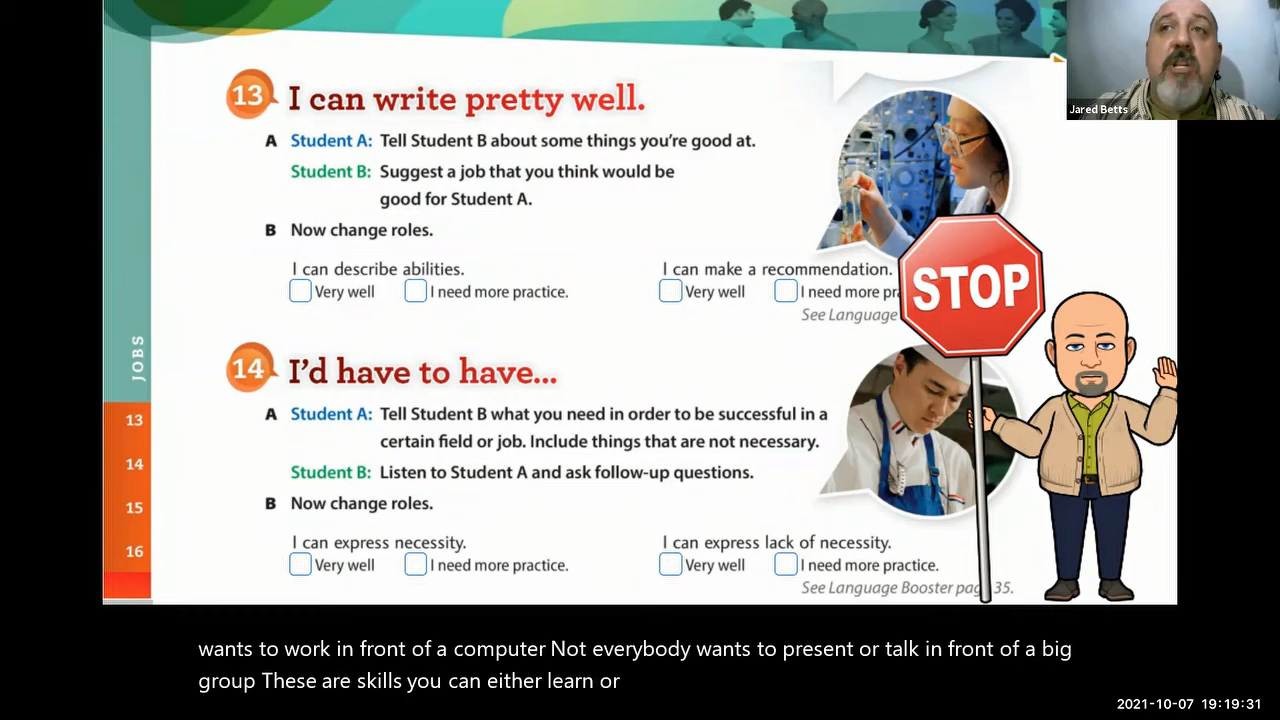 Jared Betts
13 I can write pretty well.
A Student A: Tell Student B about some things you're good at.
Student B: Suggest a job that you think would be
good for Student A.
B Now change roles.
I can describe abilities.
Very well I need more practice.
I can make a recommendation.
Very well I need more
See Language
STOP
14 I'd have to have...
A Student A: Tell Student B what you need in order to be successful in a
certain field or job. Include things that are not necessary.
Student B: Listen to Student A and ask follow-up questions.
B Now change roles.
I can express necessity.
Very well I need more practice.
I can express lack of necessity.
Very well I need more practice.
See Language Booster 35.
JOBS
13
14
15
16
wants to work in front of a computer Not everybody wants to present or talk in front of a big
group These are skills you can either learn or
2021-10-07 19:19:31